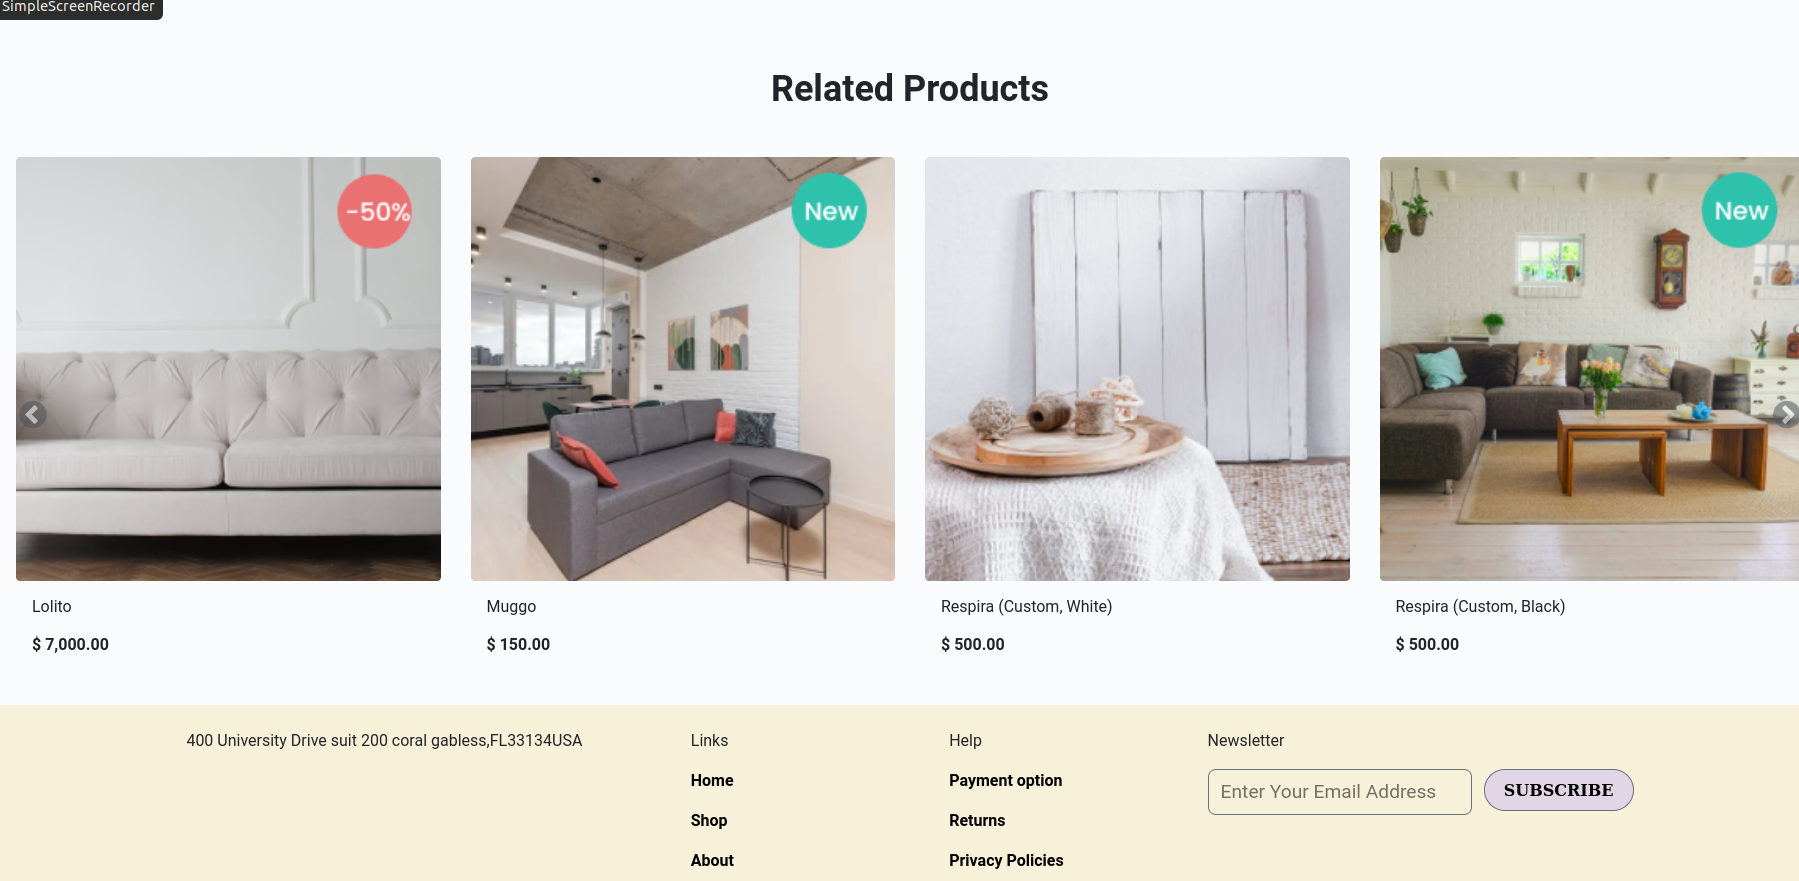 SimpleScreenRecorder
Related Products
-50%
New
New
Lolito
$ 7,000.00
Muggo
$ 150.00
Respira (Custom, White)
$ 500.00
Respira (Custom, Black)
$ 500.00
400 University Drive suit 200 coral gabless,FL33134USA
Links
Home
Shop
About
Help
Payment option
Returns
Privacy Policies
Newsletter
Enter Your Email Address
SUBSCRIBE